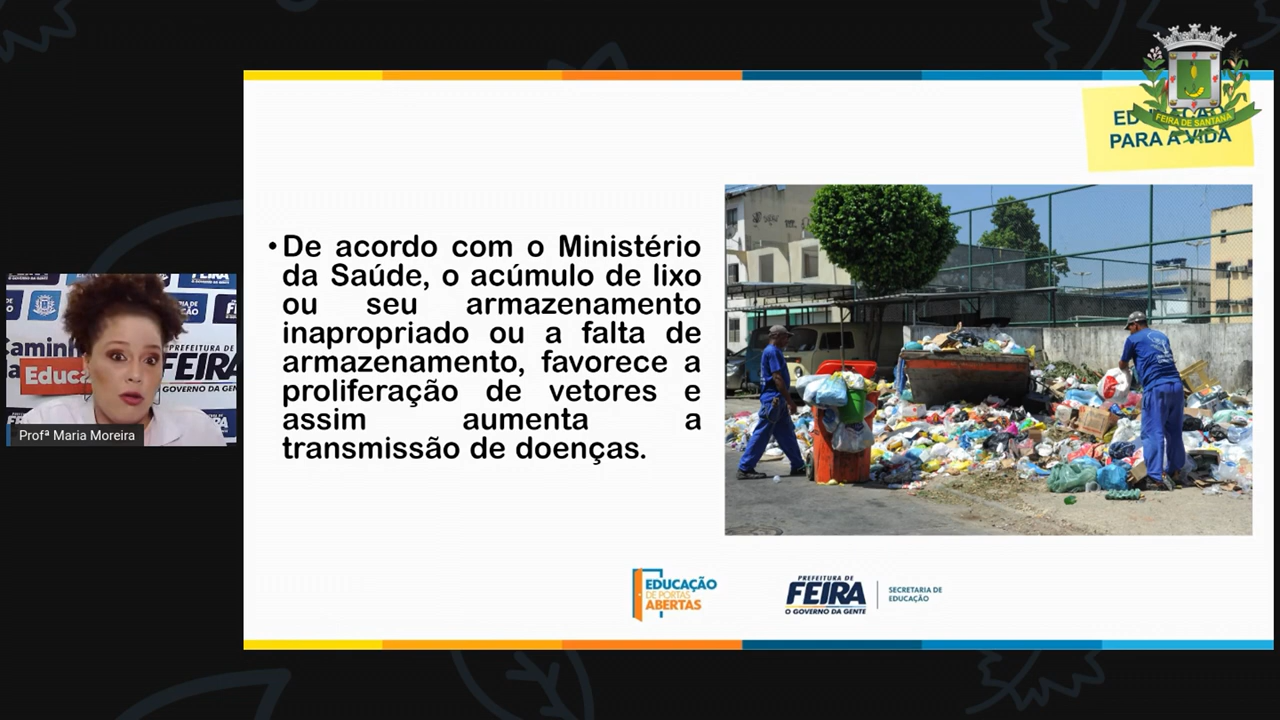 FEIRA DE SANTANA
PARA A VIDA
• De acordo com o Ministério
da Saúde, o acúmulo de lixo
ou seu armazenamento
inapropriado ou a falta de
armazenamento, favorece a
proliferação de vetores e
assim aumenta a
transmissão de doenças.
FEIRA
Caminh
PREFEITURA DE
Educa
FEIRA
GOVERNO DA GENTE
Profª Maria Moreira
EDUCAÇÃO
DE PORTAS
ABERTAS
PREFEITURA DE
FEIRA
O GOVERNO DA GENTE
SECRETARIA DE
EDUCAÇÃO